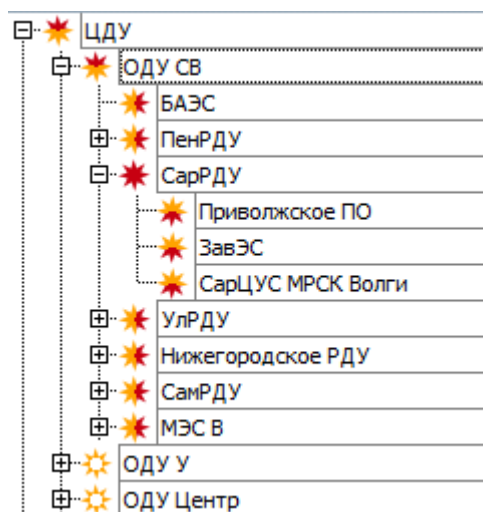 ЦДУ
ОДУ СВ
БАЭС
ПенРДУ
СарРДУ
Приволжское ПО
ЗавЭС
СарЦУС МРСК Волги
УлРДУ
Нижегородское РДУ
СамРДУ
МЭС В
ОДУ У
ОДУ Центр